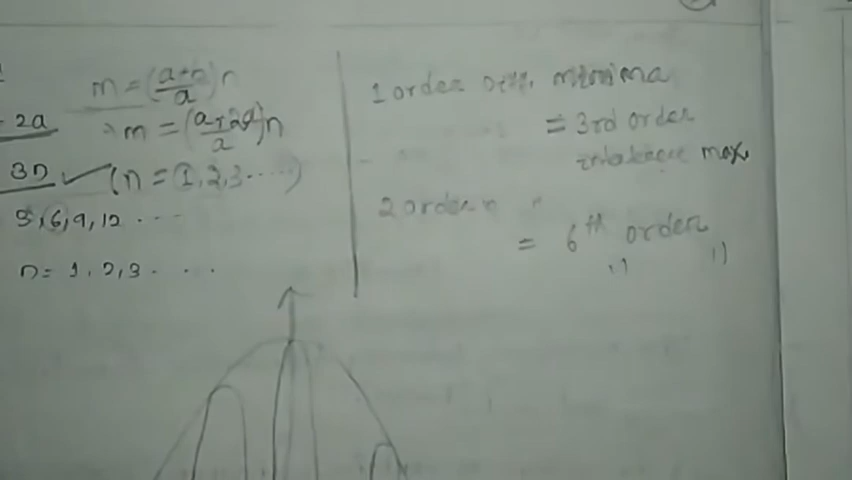 m = (a+b/a)n
m = (a+2a/a)n
= 2a
3n ✓ (n = 1,2,3.....)
3,6,9,12 ....
n = 1,2,3. ...
1 order diff. minima
= 3rd order
max
2 order "
= 6th order
" "